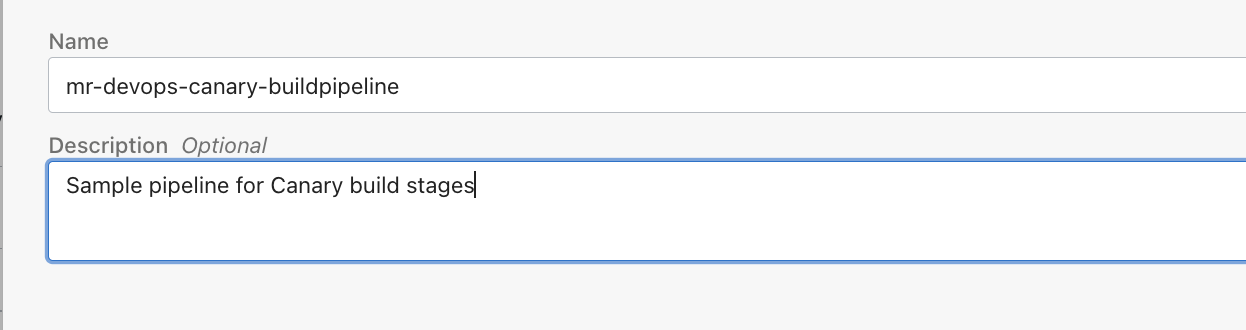 Name
mr-devops-canary-buildpipeline
Description Optional
Sample pipeline for Canary build stages